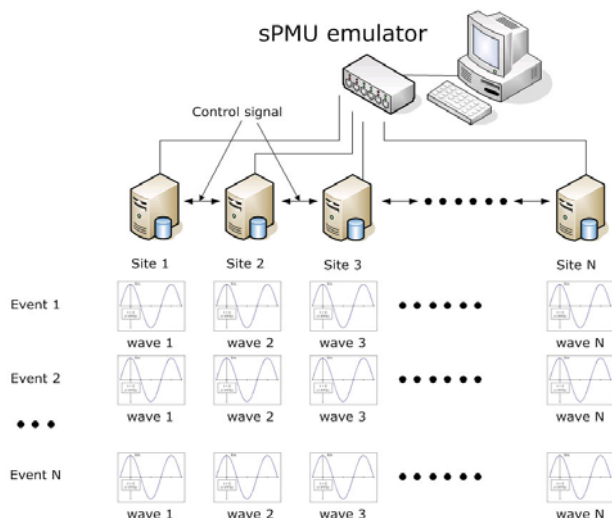 sPMU emulator
Control signal
Site 1 Site 2 Site 3 Site N
Event 1
wave 1 wave 2 wave 3 wave N
Event 2
wave 1 wave 2 wave 3 wave N
Event N
wave 1 wave 2 wave 3 wave N